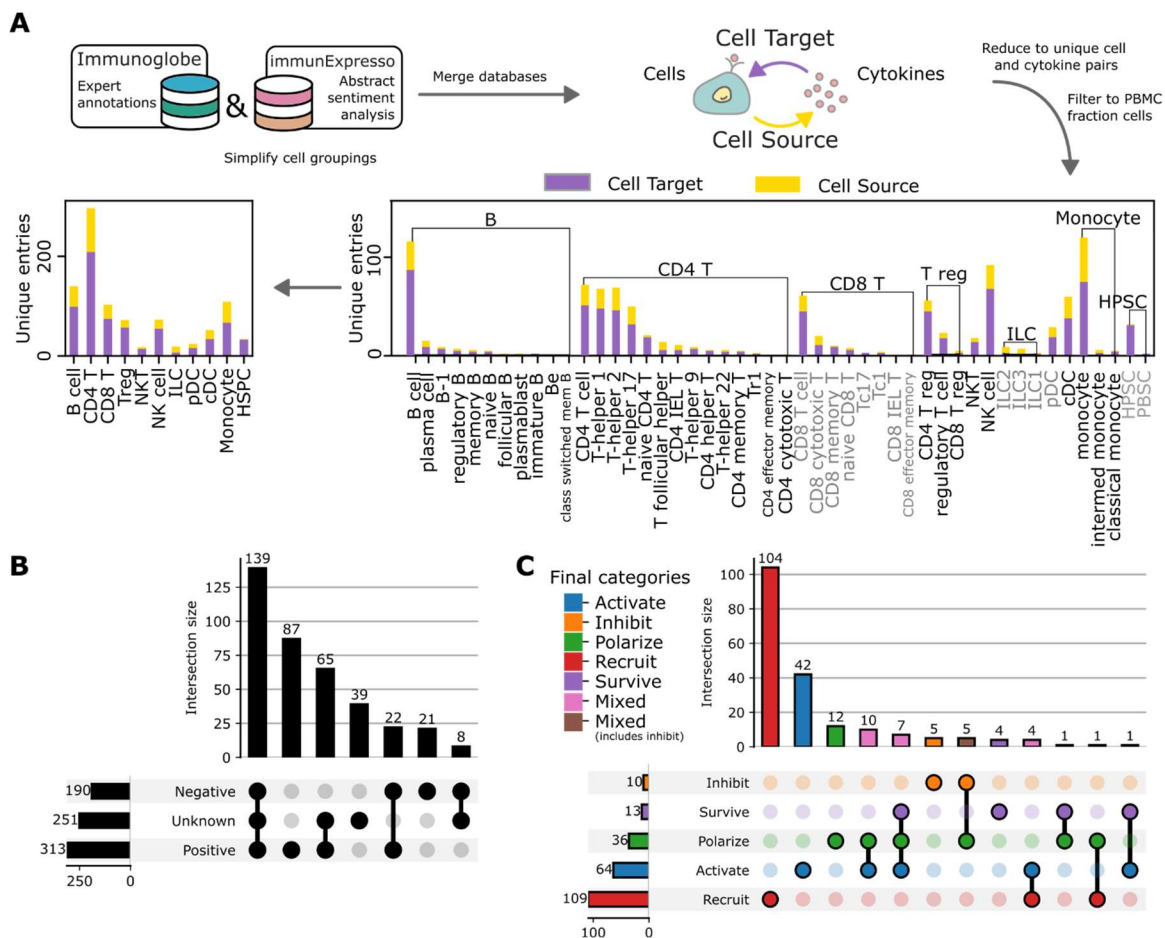 A
Immunoglobe
Expert
annotations
&
immunExpresso
Abstract
sentiment
analysis
Simplify cell groupings
Merge databases
Cell Target
Cells
Cytokines
Cell Source
Reduce to unique cell
and cytokine pairs
Filter to PBMC
fraction cells
Cell Target
Cell Source
Unique entries
200
0
B cell
CD4 T
CD8 T
Treg
NKT
NK cell
ILC
pDC
cDC
Monocyte
HSPC
Unique entries
100
0
B
CD4 T
CD8 T
T reg
ILC
Monocyte
HPSC
B cell
plasma cell
B-1
regulatory B
memory B
naive B
follicular B
plasmablast
immature B
Be
class switched mem B
CD4 T cell
T-helper 1
T-helper 2
T-helper 17
naive CD4 T
T follicular helper
CD4 IEL T
T-helper 9
CD4 helper T
T-helper 22
CD4 memory T
Tr1
CD4 effector memory
CD4 cytotoxic T
CD8 T cell
CD8 cytotoxic T
CD8 memory T
naive CD8 T
Tc17
Tc1
CD8 IEL T
CD8 effector memory
CD4 T reg
regulatory T cell
CD8 T reg
NKT
NK cell
ILC2
ILC3
ILC1
pDC
cDC
monocyte
intermed monocyte
classical monocyte
HPSC
PBSC
B
Intersection size
125
100
75
50
25
0
139
87
65
39
22
21
8
190
Negative
251
Unknown
313
Positive
250
0
C
Final categories
Activate
Inhibit
Polarize
Recruit
Survive
Mixed
Mixed
(includes inhibit)
Intersection size
100
80
60
40
20
0
104
42
12
10
7
5
5
4
4
1
1
1
10
Inhibit
13
Survive
36
Polarize
64
Activate
109
Recruit
100
0